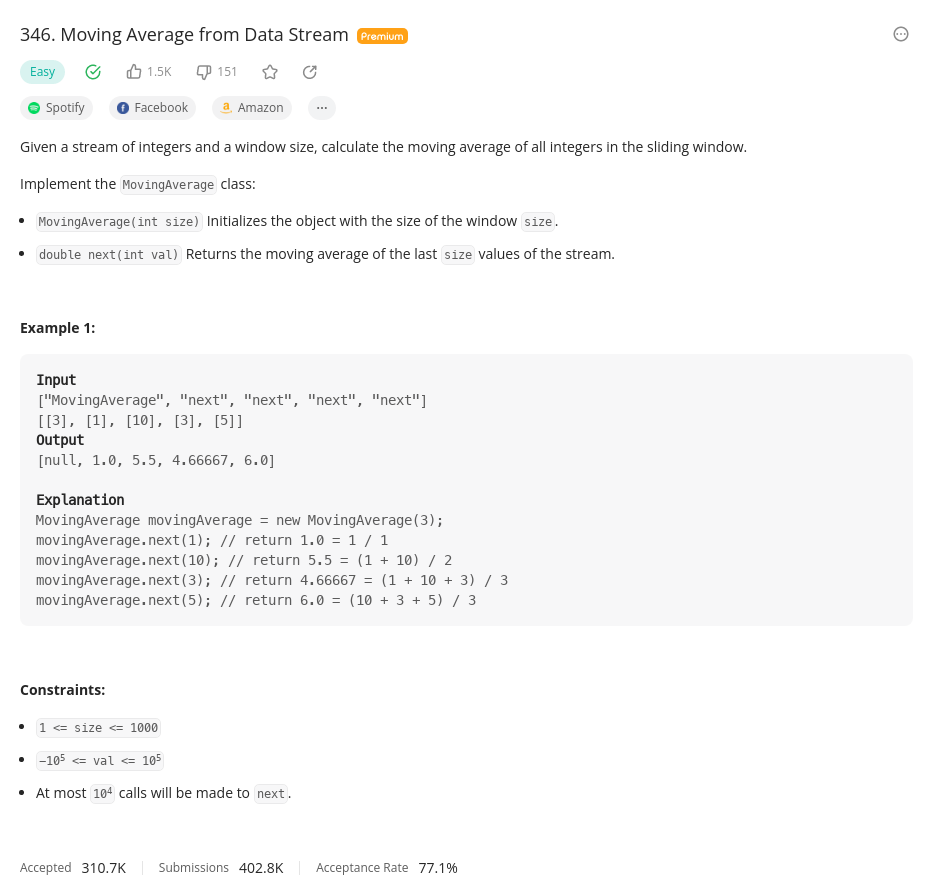 346. Moving Average from Data Stream Premium
Easy 1.5K 151
Spotify Facebook Amazon ...
Given a stream of integers and a window size, calculate the moving average of all integers in the sliding window.
Implement the MovingAverage class:
• MovingAverage(int size) Initializes the object with the size of the window size.
• double next(int val) Returns the moving average of the last size values of the stream.
Example 1:
Input
["MovingAverage", "next", "next", "next", "next"]
[[3], [1], [10], [3], [5]]
Output
[null, 1.0, 5.5, 4.66667, 6.0]
Explanation
MovingAverage movingAverage = new MovingAverage(3);
movingAverage.next(1); // return 1.0 = 1 / 1
movingAverage.next(10); // return 5.5 = (1 + 10) / 2
movingAverage.next(3); // return 4.66667 = (1 + 10 + 3) / 3
movingAverage.next(5); // return 6.0 = (10 + 3 + 5) / 3
Constraints:
• 1 <= size <= 1000
• −10⁵ <= val <= 10⁵
• At most 10⁴ calls will be made to next.
Accepted 310.7K Submissions 402.8K Acceptance Rate 77.1%